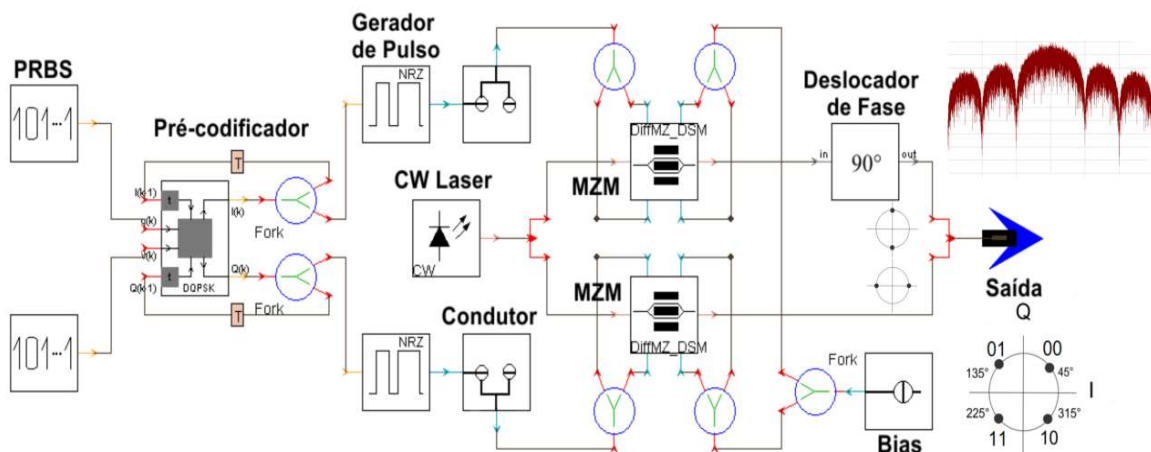 PRBS
101...1
Pré-codificador
T
I(k-1)
t
u(k)
v(k)
Q(k-1)
t
I(k)
Q(k)
DQPSK
T
Fork
Fork
101...1
Gerador
de Pulso
NRZ
CW Laser
CW
NRZ
Condutor
DiffMZ_DSM
MZM
MZM
DiffMZ_DSM
Deslocador
de Fase
in
90°
out
Fork
Bias
Saída
Q
01
00
135°
45°
I
225°
315°
11
10